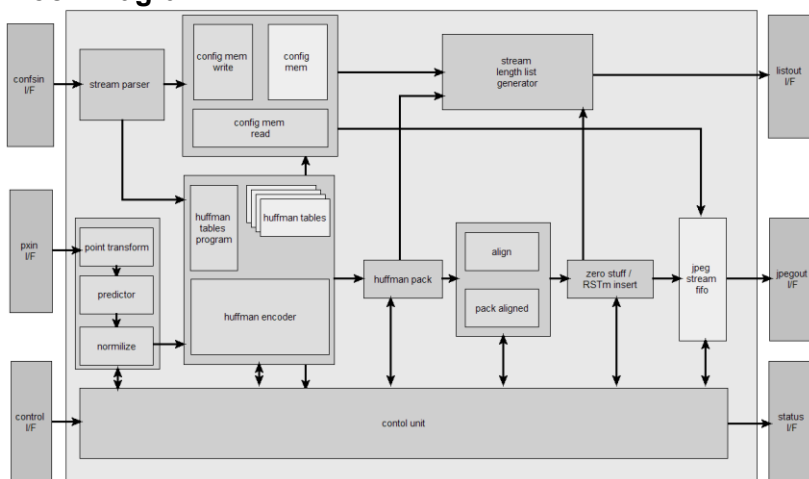 confsin
I/F
stream parser
config mem
write
config
mem
config mem
read
stream
length list
generator
listout
I/F
pxin
I/F
point transform
predictor
normilize
huffman
tables
program
huffman tables
huffman encoder
huffman pack
align
pack aligned
zero stuff /
RSTm insert
jpeg
stream
fifo
jpegout
I/F
control
I/F
contol unit
status
I/F